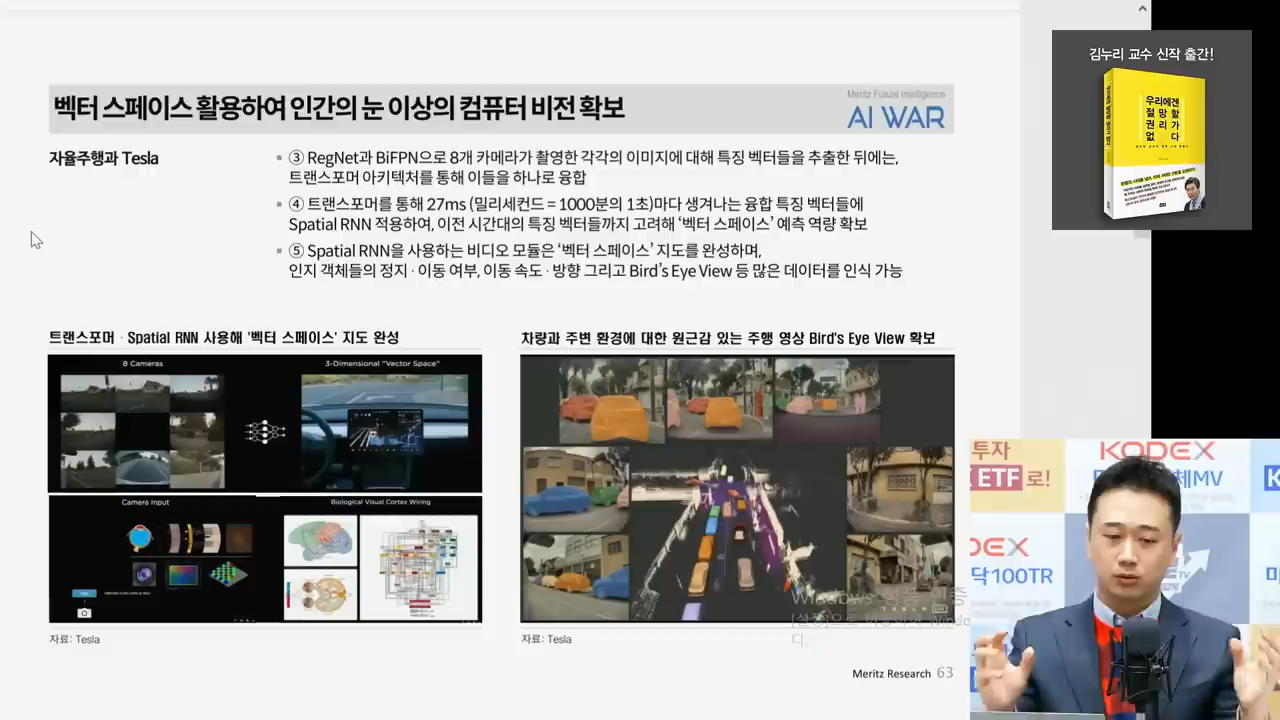 김누리 교수 신작 출간!
우리에겐
절망할
권리가
없다
벡터 스페이스 활용하여 인간의 눈 이상의 컴퓨터 비전 확보
Meritz Future Intelligence
AI WAR
자율주행과 Tesla
▪ ③ RegNet과 BiFPN으로 8개 카메라가 촬영한 각각의 이미지에 대해 특징 벡터들을 추출한 뒤에는,
트랜스포머 아키텍처를 통해 이들을 하나로 융합
▪ ④ 트랜스포머를 통해 27ms (밀리세컨드 = 1000분의 1초)마다 생겨나는 융합 특징 벡터들에
Spatial RNN 적용하여, 이전 시간대의 특징 벡터들까지 고려해 ‘벡터 스페이스’ 예측 역량 확보
▪ ⑤ Spatial RNN을 사용하는 비디오 모듈은 ‘벡터 스페이스’ 지도를 완성하며,
인지 객체들의 정지·이동 여부, 이동 속도·방향 그리고 Bird’s Eye View 등 많은 데이터를 인식 가능
트랜스포머·Spatial RNN 사용해 '벡터 스페이스' 지도 완성
8 Cameras
3-Dimensional "Vector Space"
Camera Input
Biological Visual Cortex Wiring
자료: Tesla
차량과 주변 환경에 대한 원근감 있는 주행 영상 Bird's Eye View 확보
자료: Tesla
Meritz Research 63
투자
ETF로!
KODEX
DEX
닥100TR